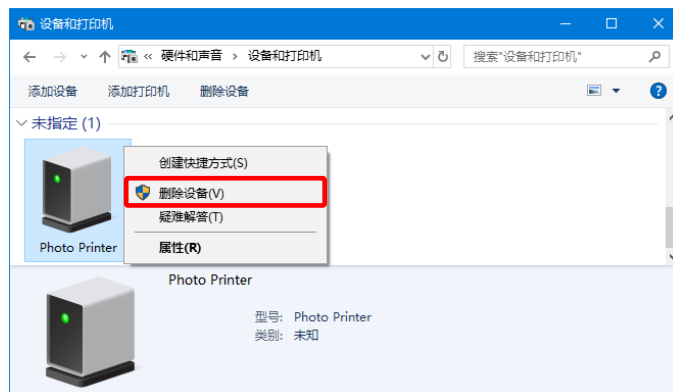 设备和打印机
« 硬件和声音 › 设备和打印机
搜索"设备和打印机"
添加设备 添加打印机 删除设备
未指定 (1)
创建快捷方式(S)
删除设备(V)
疑难解答(T)
属性(R)
Photo Printer
Photo Printer
型号: Photo Printer
类别: 未知